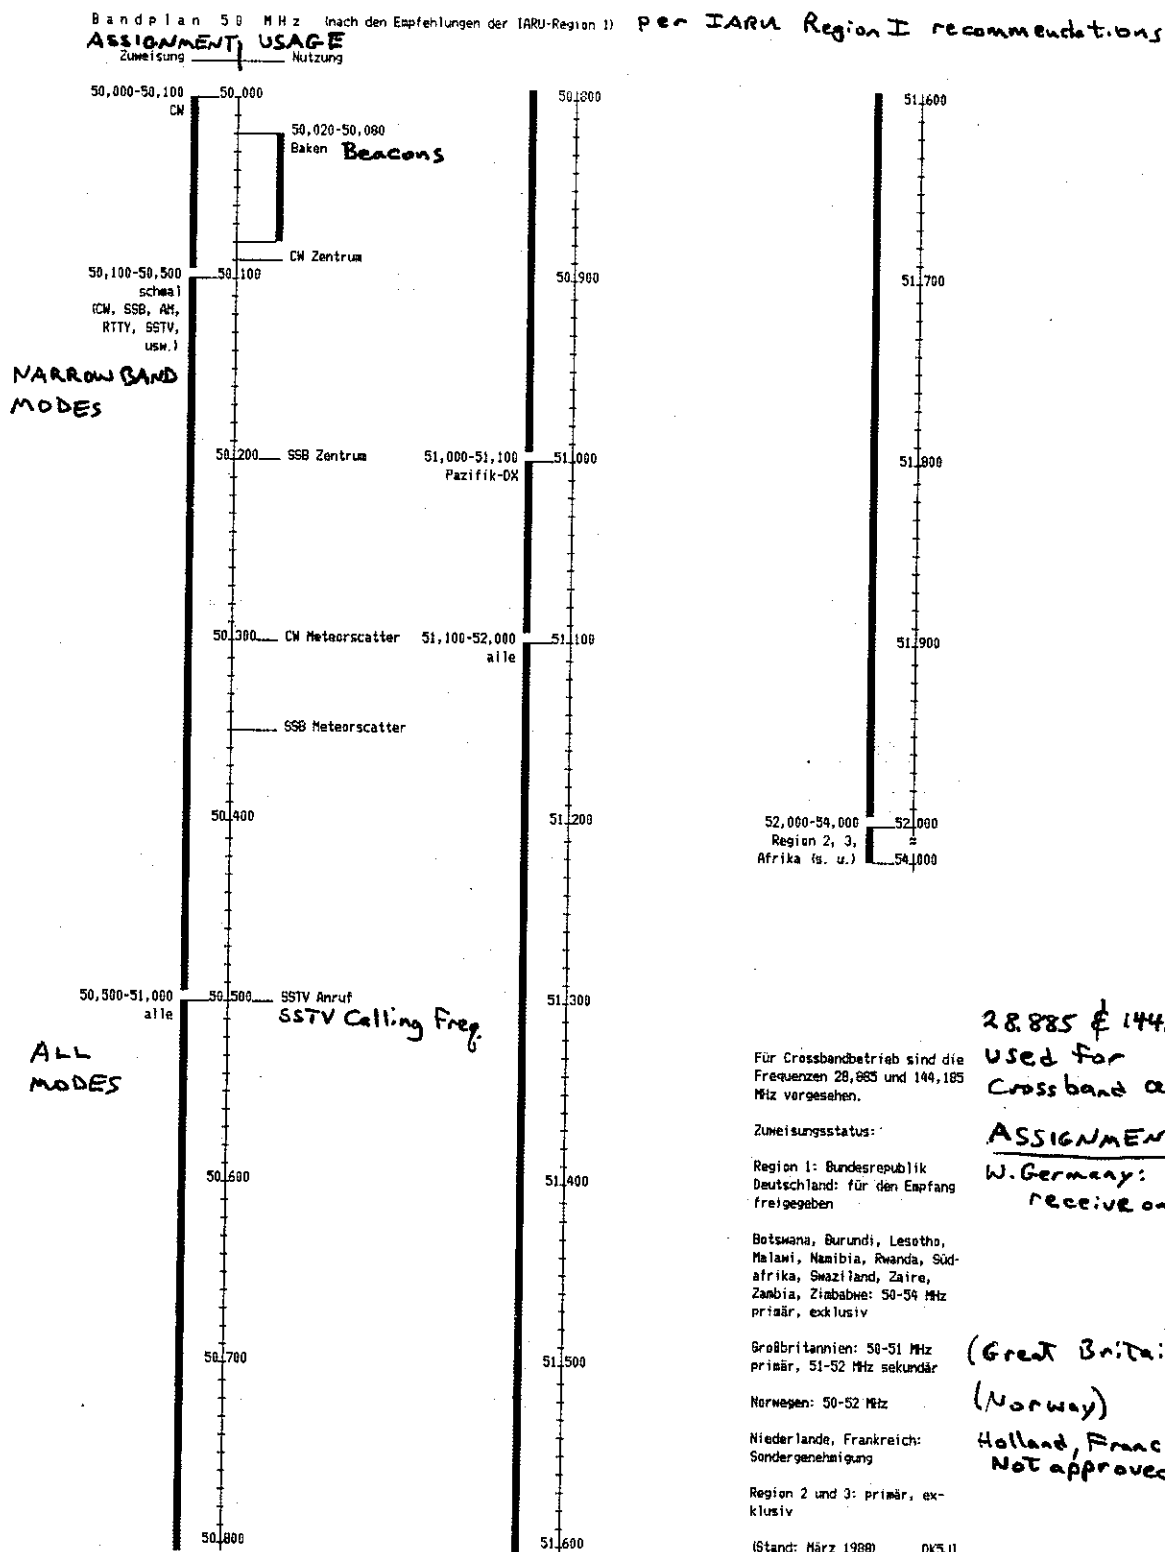 Bandplan 50 MHz (nach den Empfehlungen der IARU-Region 1) per IARU Region I recommendations
ASSIGNMENT, USAGE
Zuweisung Nutzung
50,000-50,100 50.000
CW
50,020-50,080
Baken Beacons
CW Zentrum
50,100-50,500 50.100
schmal
(CW, SSB, AM,
RTTY, SSTV,
usw.)
NARROW BAND
MODES
50.200 SSB Zentrum
50.300 CW Meteorscatter
SSB Meteorscatter
50.400
50,500-51,000 50.500 SSTV Anruf
alle
SSTV Calling Freq.
ALL
MODES
50.600
50.700
50.800
50.800
50.900
51,000-51,100 51.000
Pazifik-DX
51,100-52,000 51.100
alle
51.200
51.300
51.400
51.500
51.600
51.600
51.700
51.800
51.900
52,000-54,000 52.000
Region 2, 3,
Afrika (s. u.) 54.000
Für Crossbandbetrieb sind die
Frequenzen 28,885 und 144,185
MHz vorgesehen.
28.885 & 144.
used for
Crossband
Zuweisungsstatus:
ASSIGNMEN
Region 1: Bundesrepublik
Deutschland: für den Empfang
freigegeben
W. Germany:
receive
Botswana, Burundi, Lesotho,
Malawi, Namibia, Rwanda, Süd-
afrika, Swaziland, Zaire,
Zambia, Zimbabwe: 50-54 MHz
primär, exklusiv
Großbritannien: 50-51 MHz
primär, 51-52 MHz sekundär
(Great Britai
Norwegen: 50-52 MHz
(Norway)
Niederlande, Frankreich:
Sondergenehmigung
Holland, Franc
Not approved
Region 2 und 3: primär, ex-
klusiv
(Stand: März 1988) DK5JI